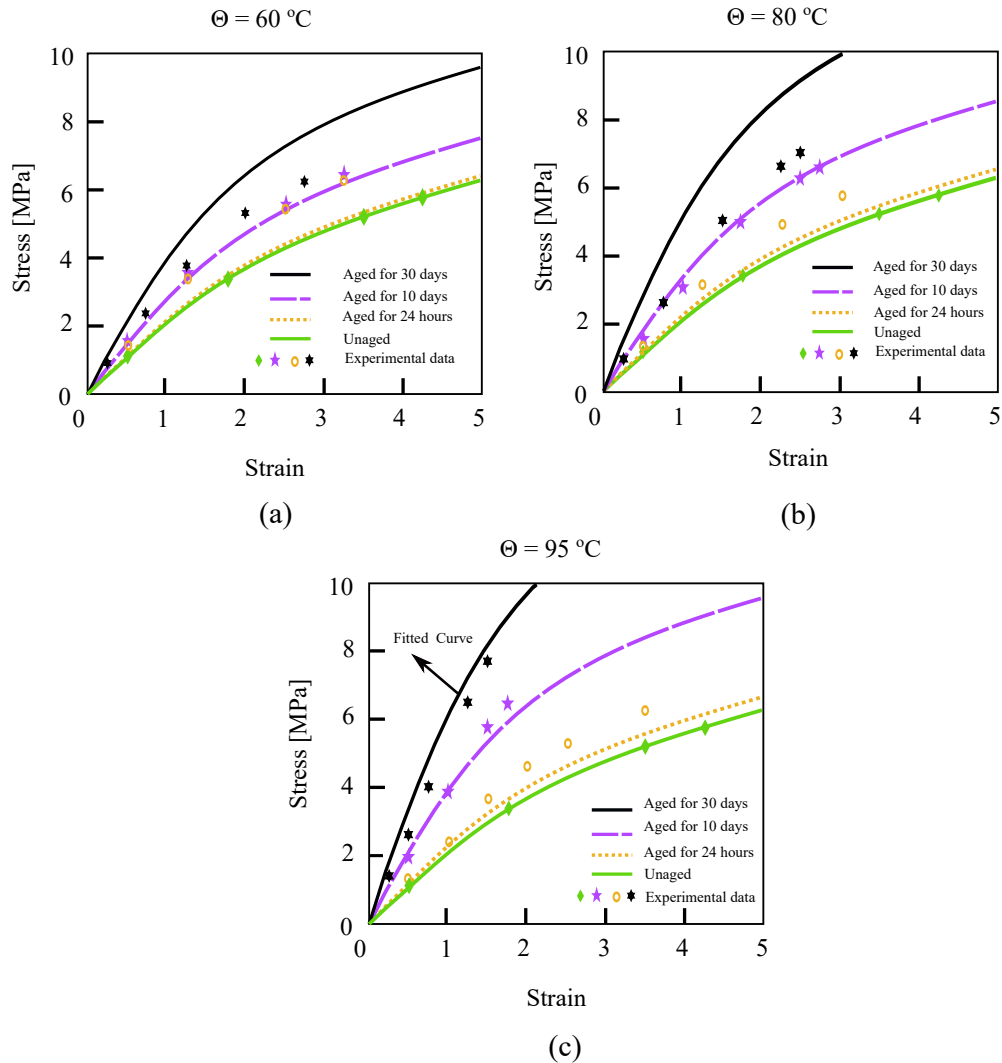 Θ = 60 ºC
Stress [MPa]
10
8
6
4
2
0
Aged for 30 days
Aged for 10 days
Aged for 24 hours
Unaged
Experimental data
0 1 2 3 4 5
Strain
(a)
Θ = 80 ºC
Stress [MPa]
10
8
6
4
2
0
Aged for 30 days
Aged for 10 days
Aged for 24 hours
Unaged
Experimental data
0 1 2 3 4 5
Strain
(b)
Θ = 95 ºC
Stress [MPa]
10
8
6
4
2
0
Fitted Curve
Aged for 30 days
Aged for 10 days
Aged for 24 hours
Unaged
Experimental data
0 1 2 3 4 5
Strain
(c)